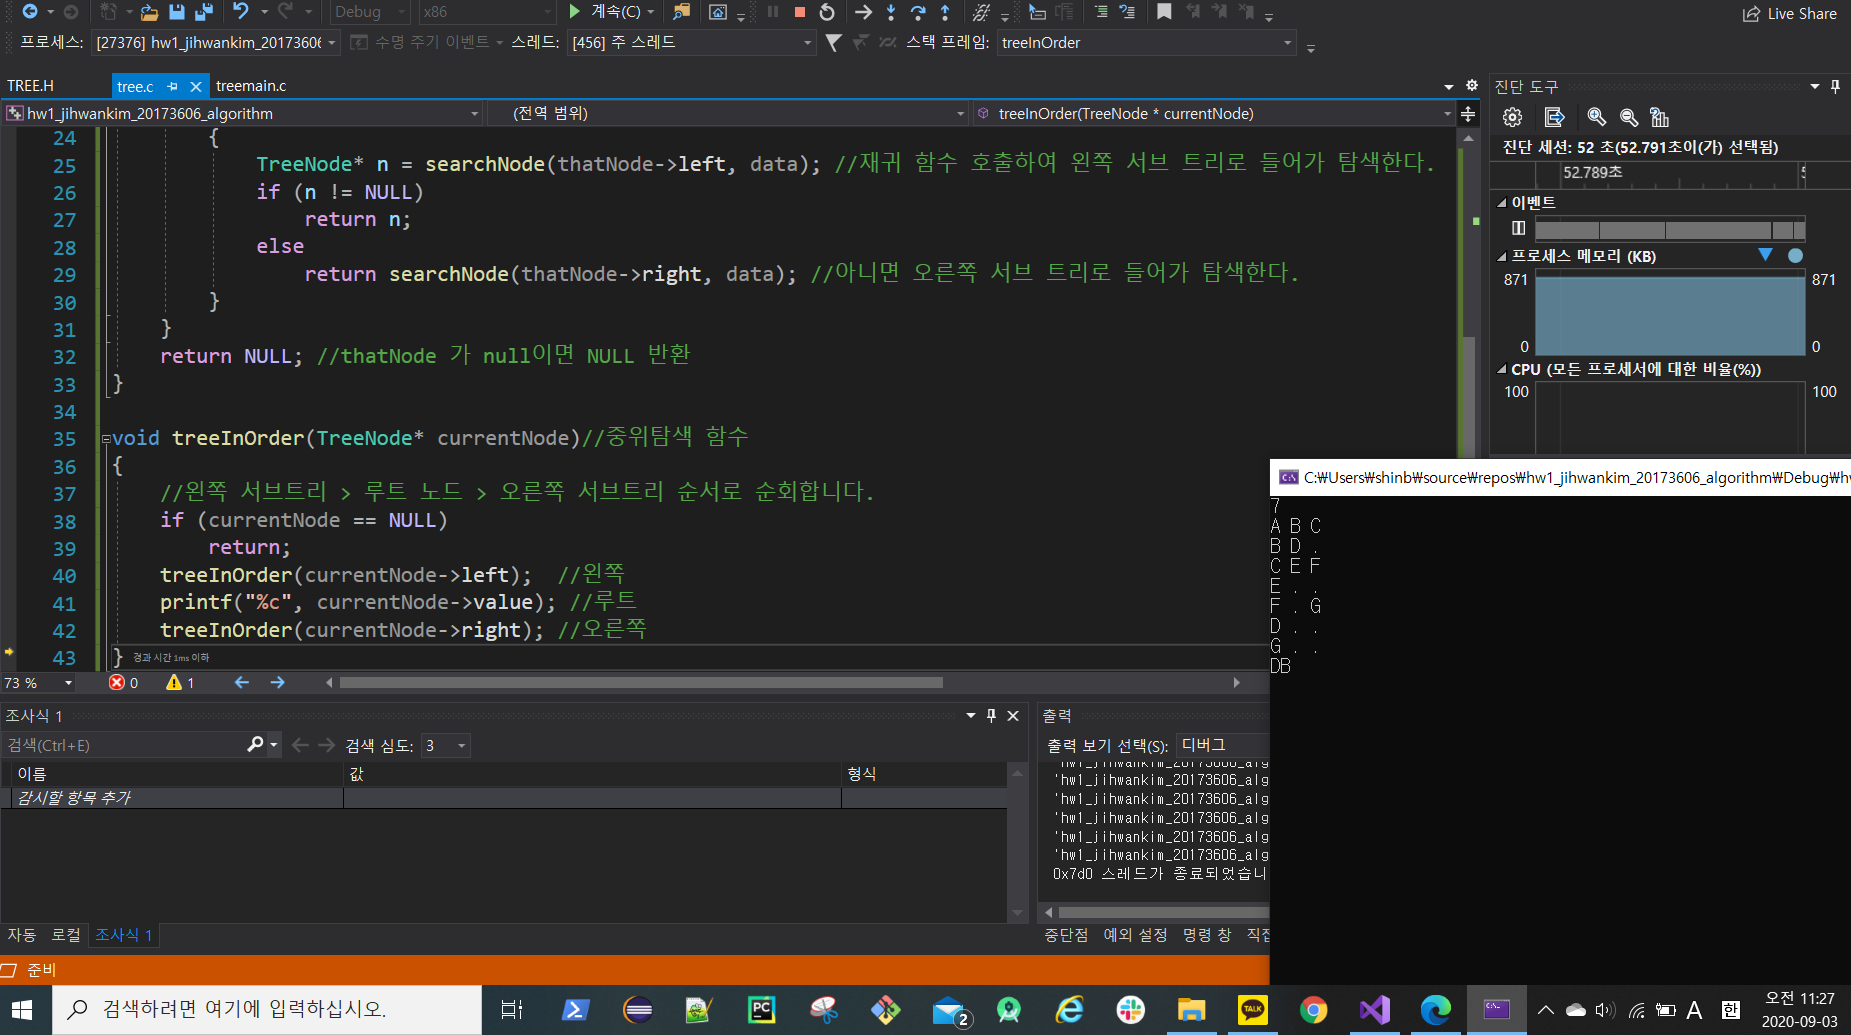 Debug
x86
계속(C)
Live Share
프로세스:
[27376] hw1_jihwankim_20173606
수명 주기 이벤트
스레드:
[456] 주 스레드
스택 프레임:
treeInOrder
TREE.H
tree.c
treemain.c
hw1_jihwankim_20173606_algorithm
(전역 범위)
treeInOrder(TreeNode * currentNode)
24 {
25 TreeNode* n = searchNode(thatNode->left, data); //재귀 함수 호출하여 왼쪽 서브 트리로 들어가 탐색한다.
26 if (n != NULL)
27 return n;
28 else
29 return searchNode(thatNode->right, data); //아니면 오른쪽 서브 트리로 들어가 탐색한다.
30 }
31 }
32 return NULL; //thatNode 가 null이면 NULL 반환
33 }
34
35 void treeInOrder(TreeNode* currentNode)//중위탐색 함수
36 {
37 //왼쪽 서브트리 > 루트 노드 > 오른쪽 서브트리 순서로 순회합니다.
38 if (currentNode == NULL)
39 return;
40 treeInOrder(currentNode->left); //왼쪽
41 printf("%c", currentNode->value); //루트
42 treeInOrder(currentNode->right); //오른쪽
43 } 경과 시간 1ms 이하
73 %
0
1
진단 도구
진단 세션: 52 초(52.791초이(가) 선택됨)
52.789초
이벤트
프로세스 메모리 (KB)
871
871
0
0
CPU (모든 프로세서에 대한 비율(%))
100
100
C:\Users\shinb\source\repos\hw1_jihwankim_20173606_algorithm\Debug\hw
7
A B C
B D .
C E F
E . .
F . G
D . .
G . .
DB
조사식 1
검색(Ctrl+E)
검색 심도:
3
이름
값
형식
감시할 항목 추가
자동
로컬
조사식 1
출력
출력 보기 선택(S):
디버그
'hw1_jihwankim_20173606_alg
'hw1_jihwankim_20173606_alg
'hw1_jihwankim_20173606_alg
'hw1_jihwankim_20173606_alg
'hw1_jihwankim_20173606_alg
'hw1_jihwankim_20173606_alg
0x7d0 스레드가 종료되었습니
중단점
예외 설정
명령 창
직접
준비
검색하려면 여기에 입력하십시오.
PC
2
TALK
A
한
오전 11:27
2020-09-03